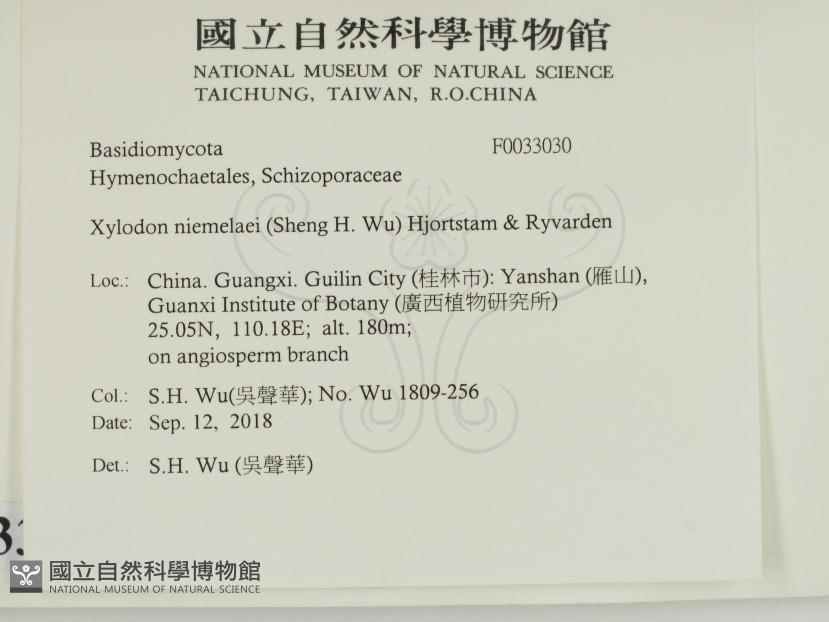 國立自然科學博物館
NATIONAL MUSEUM OF NATURAL SCIENCE
TAICHUNG, TAIWAN, R.O.CHINA
Basidiomycota F0033030
Hymenochaetales, Schizoporaceae
Xylodon niemelaei (Sheng H. Wu) Hjortstam & Ryvarden
Loc.: China. Guangxi. Guilin City (桂林市): Yanshan (雁山),
Guanxi Institute of Botany (廣西植物研究所)
25.05N, 110.18E; alt. 180m;
on angiosperm branch
Col.: S.H. Wu(吳聲華); No. Wu 1809-256
Date: Sep. 12, 2018
Det.: S.H. Wu (吳聲華)
國立自然科學博物館
NATIONAL MUSEUM OF NATURAL SCIENCE